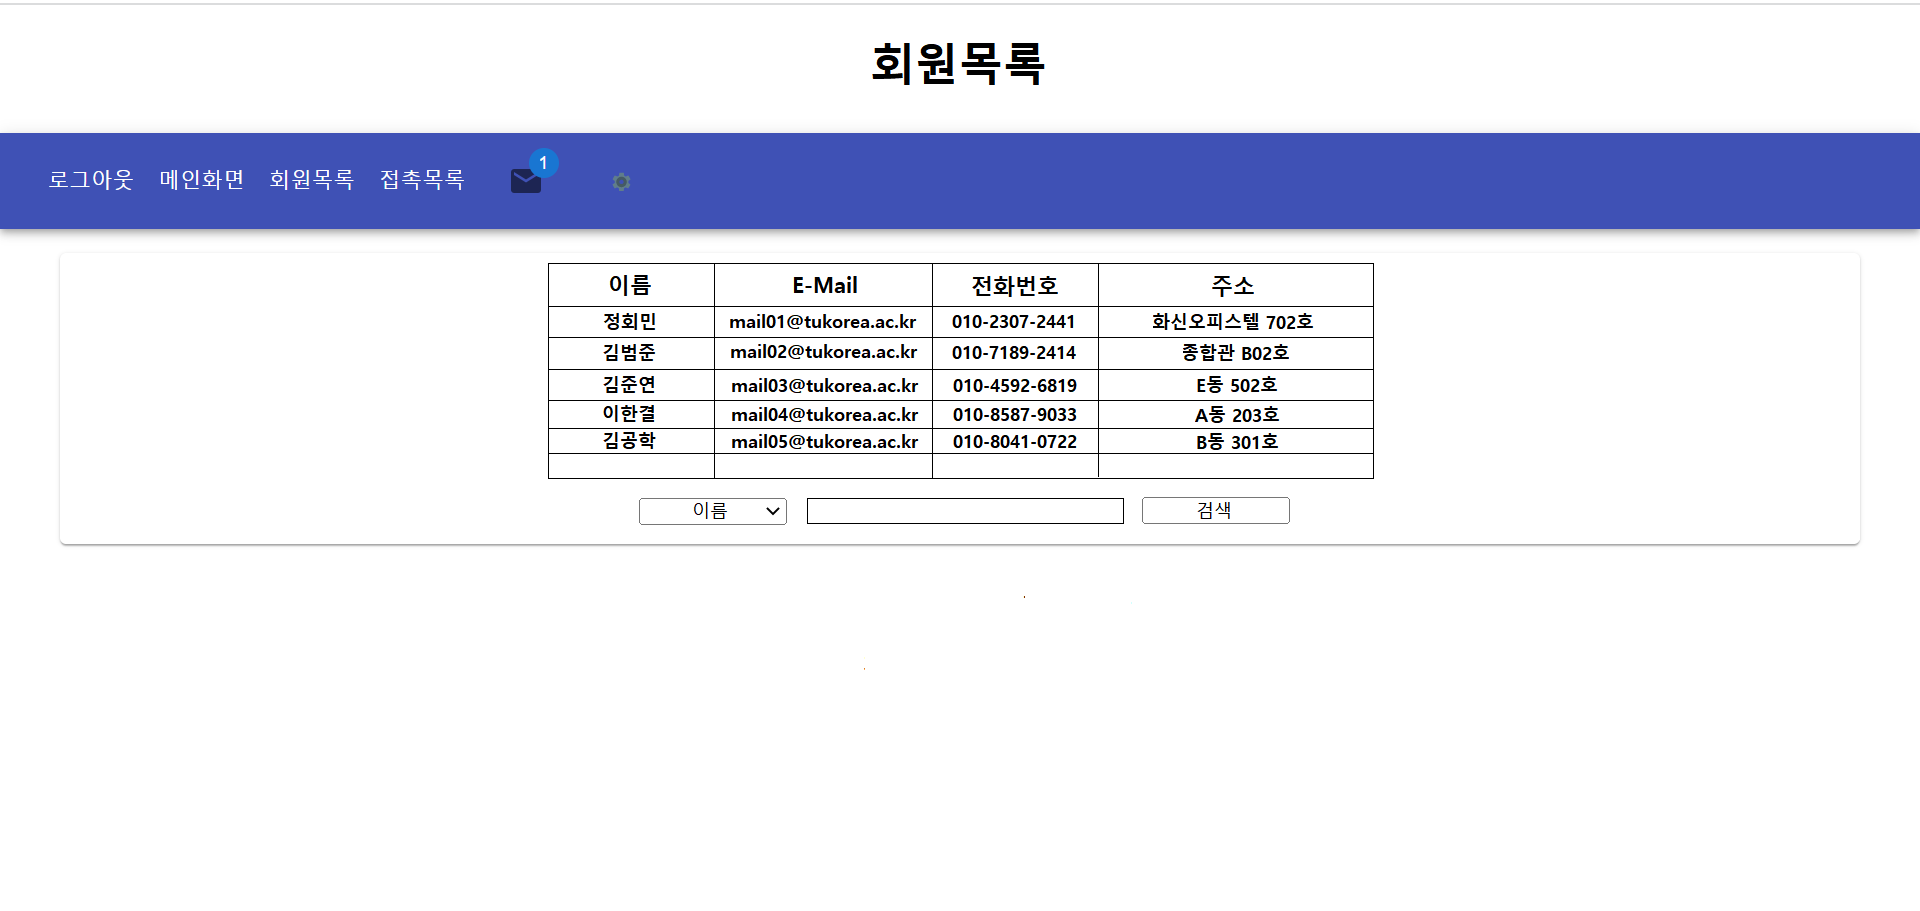 회원목록
로그아웃 메인화면 회원목록 접촉목록 1
이름 E-Mail 전화번호 주소
정희민 mail01@tukorea.ac.kr 010-2307-2441 화신오피스텔 702호
김범준 mail02@tukorea.ac.kr 010-7189-2414 종합관 B02호
김준연 mail03@tukorea.ac.kr 010-4592-6819 E동 502호
이한결 mail04@tukorea.ac.kr 010-8587-9033 A동 203호
김공학 mail05@tukorea.ac.kr 010-8041-0722 B동 301호
이름 검색